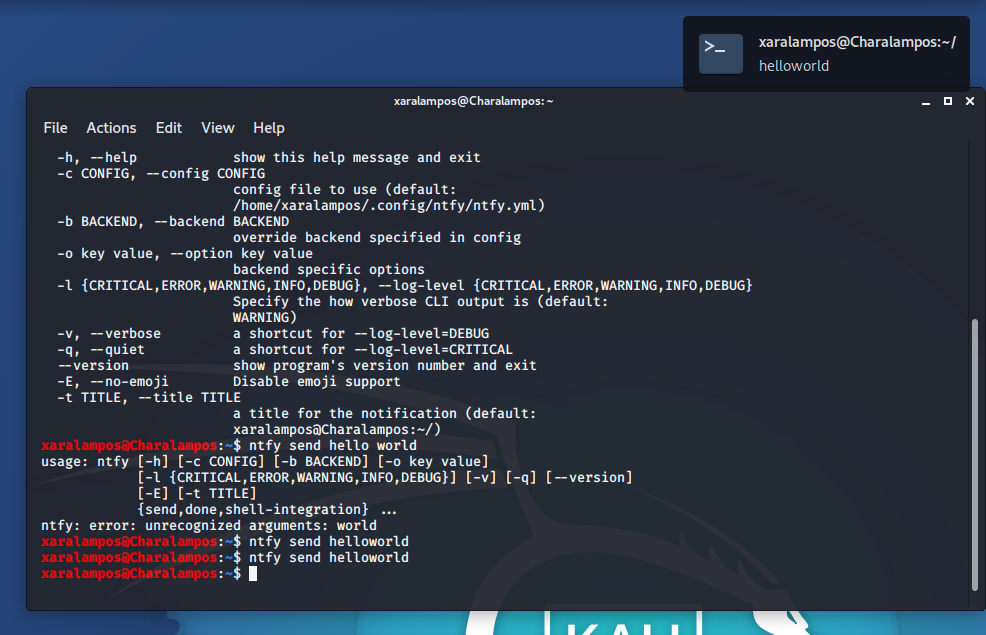 xaralampos@Charalampos:~/
helloworld
xaralampos@Charalampos: ~
File Actions Edit View Help
-h, --help show this help message and exit
-c CONFIG, --config CONFIG
config file to use (default:
/home/xaralampos/.config/ntfy/ntfy.yml)
-b BACKEND, --backend BACKEND
override backend specified in config
-o key value, --option key value
backend specific options
-l {CRITICAL,ERROR,WARNING,INFO,DEBUG}, --log-level {CRITICAL,ERROR,WARNING,INFO,DEBUG}
Specify the how verbose CLI output is (default:
WARNING)
-v, --verbose a shortcut for --log-level=DEBUG
-q, --quiet a shortcut for --log-level=CRITICAL
--version show program's version number and exit
-E, --no-emoji Disable emoji support
-t TITLE, --title TITLE
a title for the notification (default:
xaralampos@Charalampos:~/)
xaralampos@Charalampos:~$ ntfy send hello world
usage: ntfy [-h] [-c CONFIG] [-b BACKEND] [-o key value]
[-l {CRITICAL,ERROR,WARNING,INFO,DEBUG}] [-v] [-q] [--version]
[-E] [-t TITLE]
{send,done,shell-integration} ...
ntfy: error: unrecognized arguments: world
xaralampos@Charalampos:~$ ntfy send helloworld
xaralampos@Charalampos:~$ ntfy send helloworld
xaralampos@Charalampos:~$
KALI